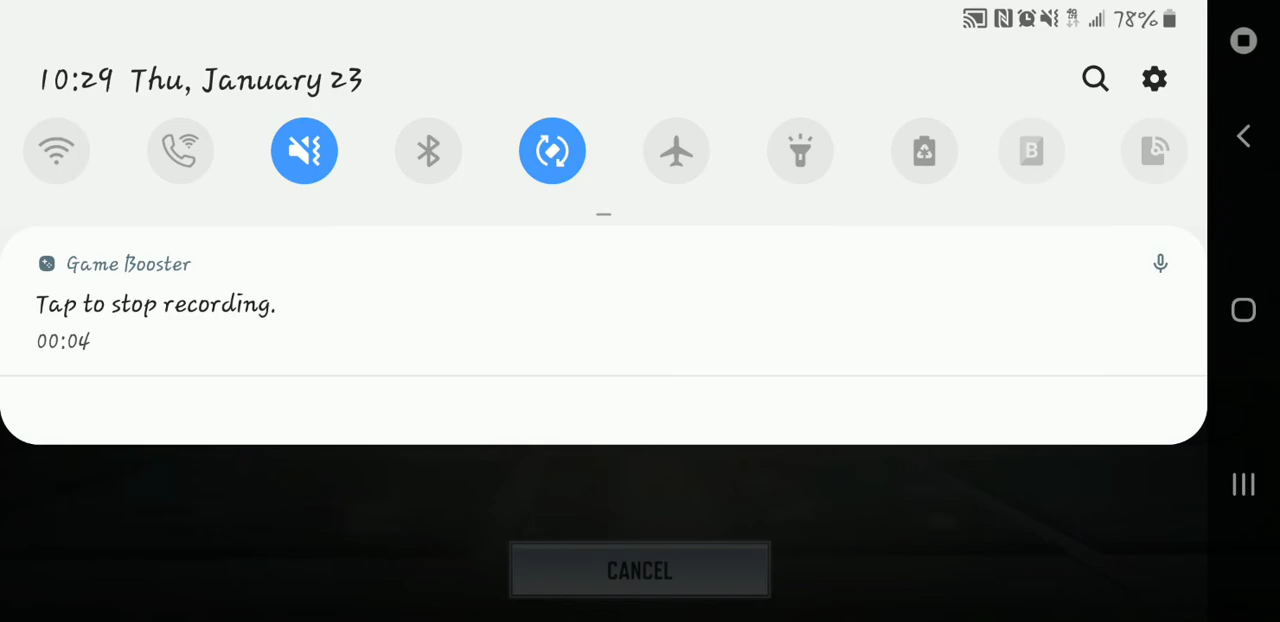 78%
10:29 Thu, January 23
B
Game Booster
Tap to stop recording.
00:04
CANCEL